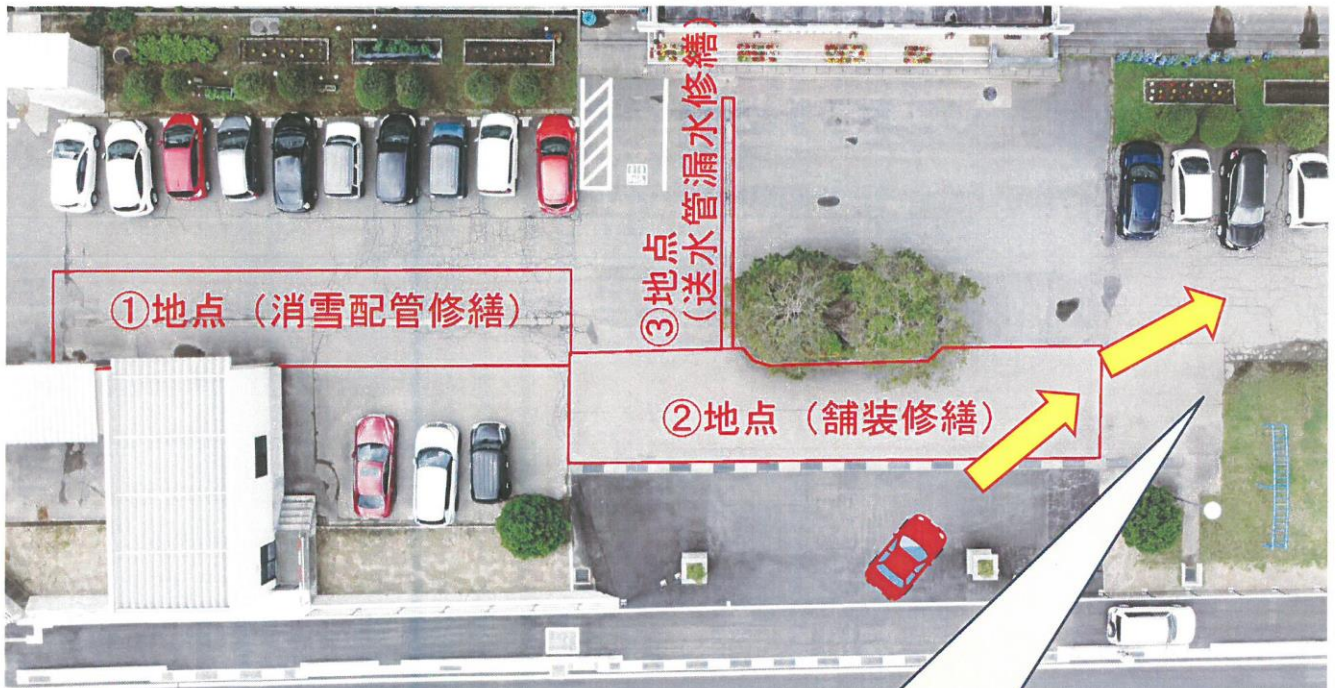 ①地点（消雪配管修繕）
③地点
（送水管漏水修繕）
②地点（舗装修繕）